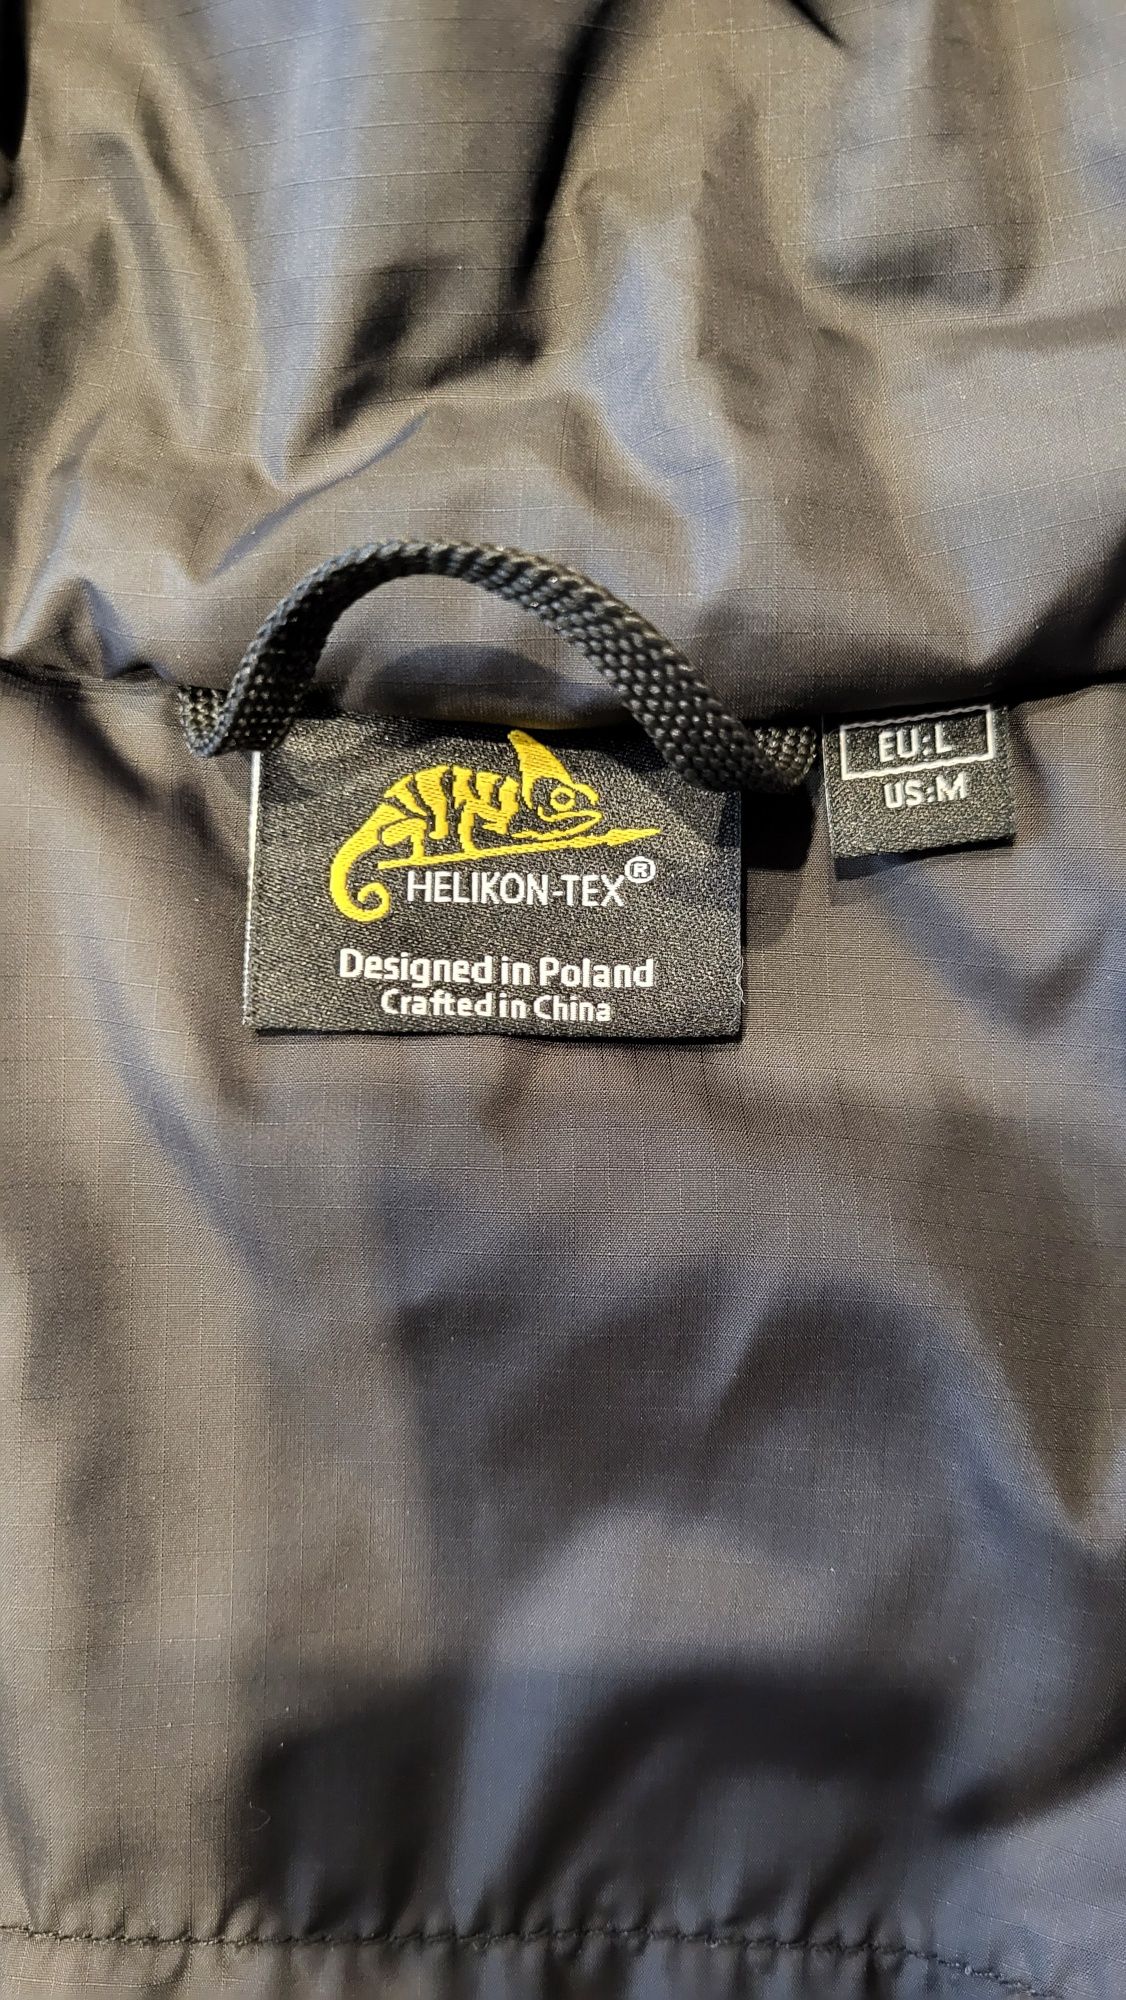 EU:L
US:M
HELIKON-TEX®
Designed in Poland
Crafted in China